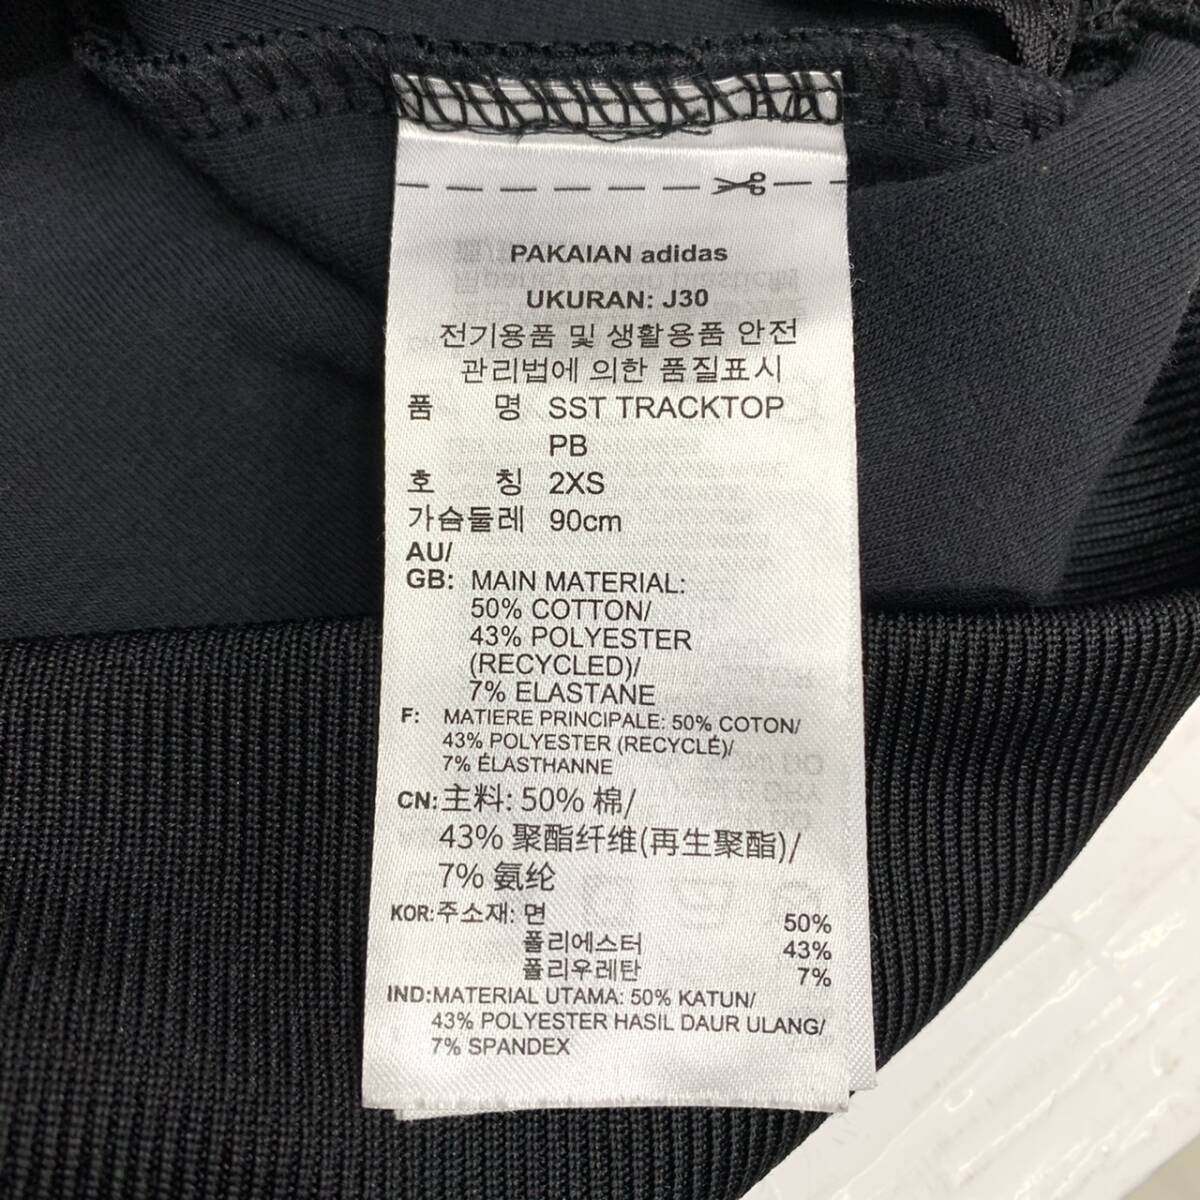 PAKAIAN adidas
UKURAN: J30
전기용품 및 생활용품 안전
관리법에 의한 품질표시
품 명 SST TRACKTOP
PB
호 칭 2XS
가슴둘레 90cm
AU/
GB: MAIN MATERIAL:
50% COTTON/
43% POLYESTER
(RECYCLED)/
7% ELASTANE
F: MATIERE PRINCIPALE: 50% COTON/
43% POLYESTER (RECYCLÉ)/
7% ÉLASTHANNE
CN: 主料: 50% 棉/
43% 聚酯纤维(再生聚酯)/
7% 氨纶
KOR: 주소재: 면 50%
폴리에스터 43%
폴리우레탄 7%
IND: MATERIAL UTAMA: 50% KATUN/
43% POLYESTER HASIL DAUR ULANG/
7% SPANDEX